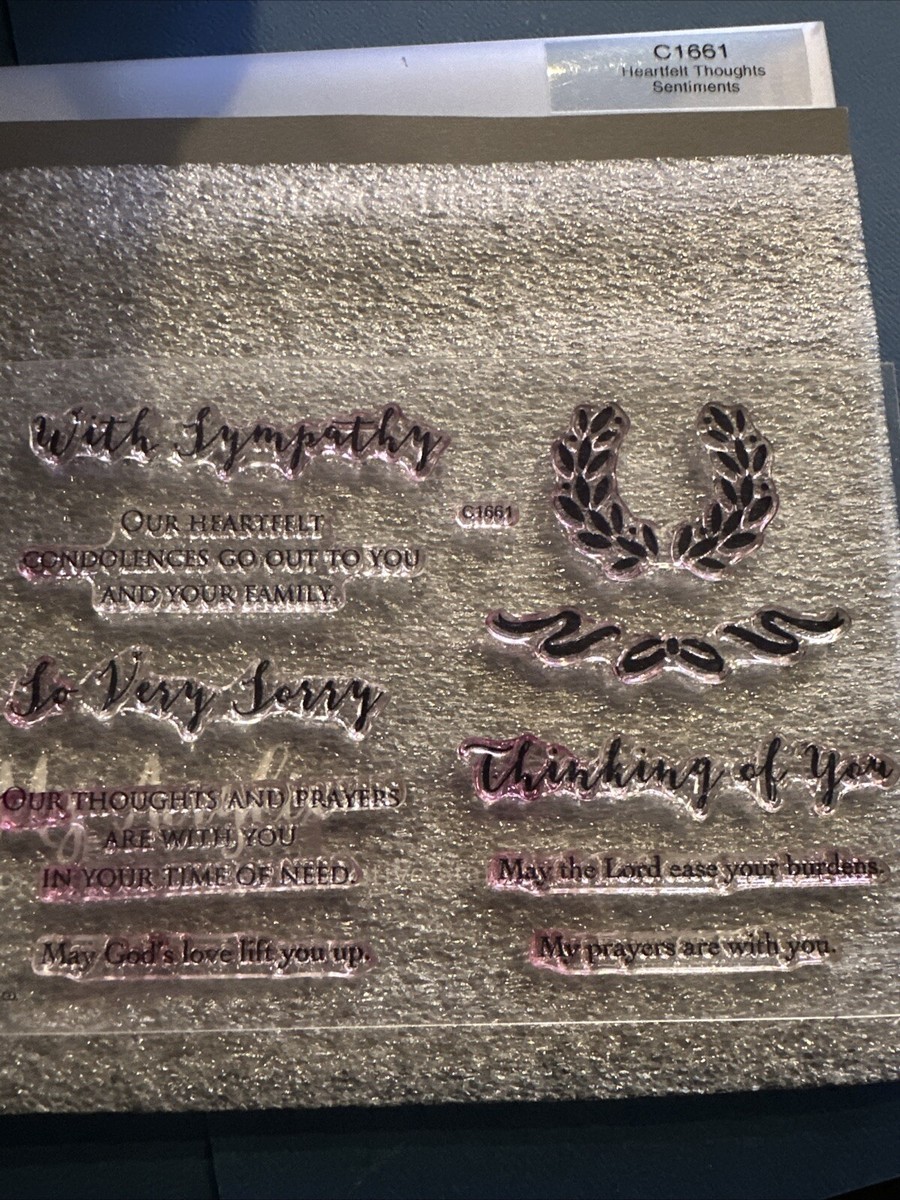 C1661
Heartfelt Thoughts
Sentiments
With Sympathy
OUR HEARTFELT
CONDOLENCES GO OUT TO YOU
AND YOUR FAMILY.
C1661
So Very Sorry
OUR THOUGHTS AND PRAYERS
ARE WITH YOU
IN YOUR TIME OF NEED.
May God's love lift you up.
Thinking of You
May the Lord ease your burdens.
My prayers are with you.